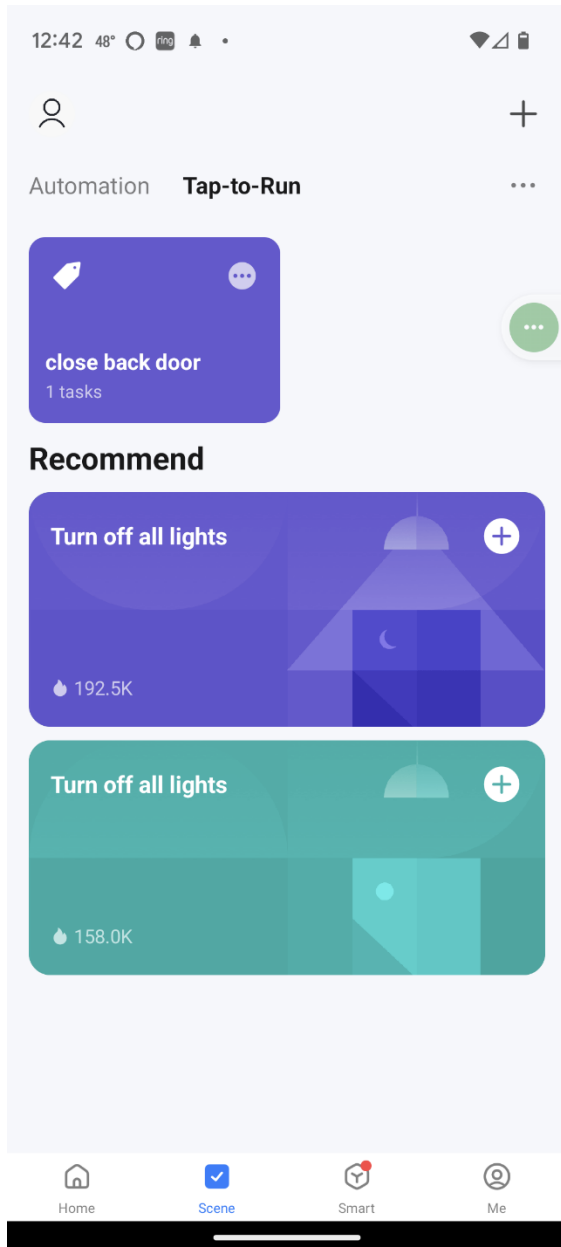 12:42 48° ring
Automation Tap-to-Run
close back door
1 tasks
Recommend
Turn off all lights
192.5K
Turn off all lights
158.0K
Home Scene Smart Me